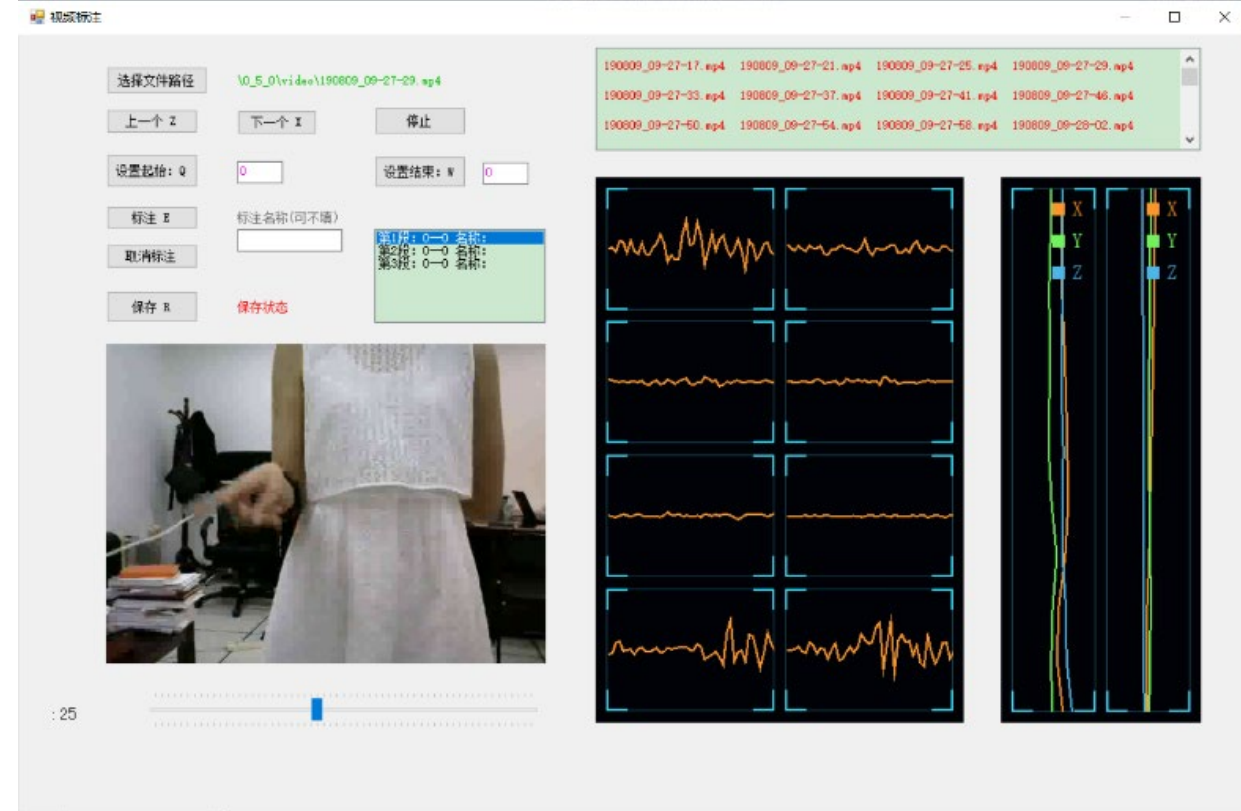 视频标注
选择文件路径 \0_5_0\video\190809_09-27-29.mp4
上一个 Z 下一个 X 停止
设置起始: Q 0 设置结束: W 0
标注 E 标注名称(可不填)
取消标注
第1段: 0—0 名称:
第2段: 0—0 名称:
第3段: 0—0 名称:
保存 R 保存状态
190809_09-27-17.mp4 190809_09-27-21.mp4 190809_09-27-25.mp4 190809_09-27-29.mp4
190809_09-27-33.mp4 190809_09-27-37.mp4 190809_09-27-41.mp4 190809_09-27-46.mp4
190809_09-27-50.mp4 190809_09-27-54.mp4 190809_09-27-58.mp4 190809_09-28-02.mp4
X X
Y Y
Z Z
: 25